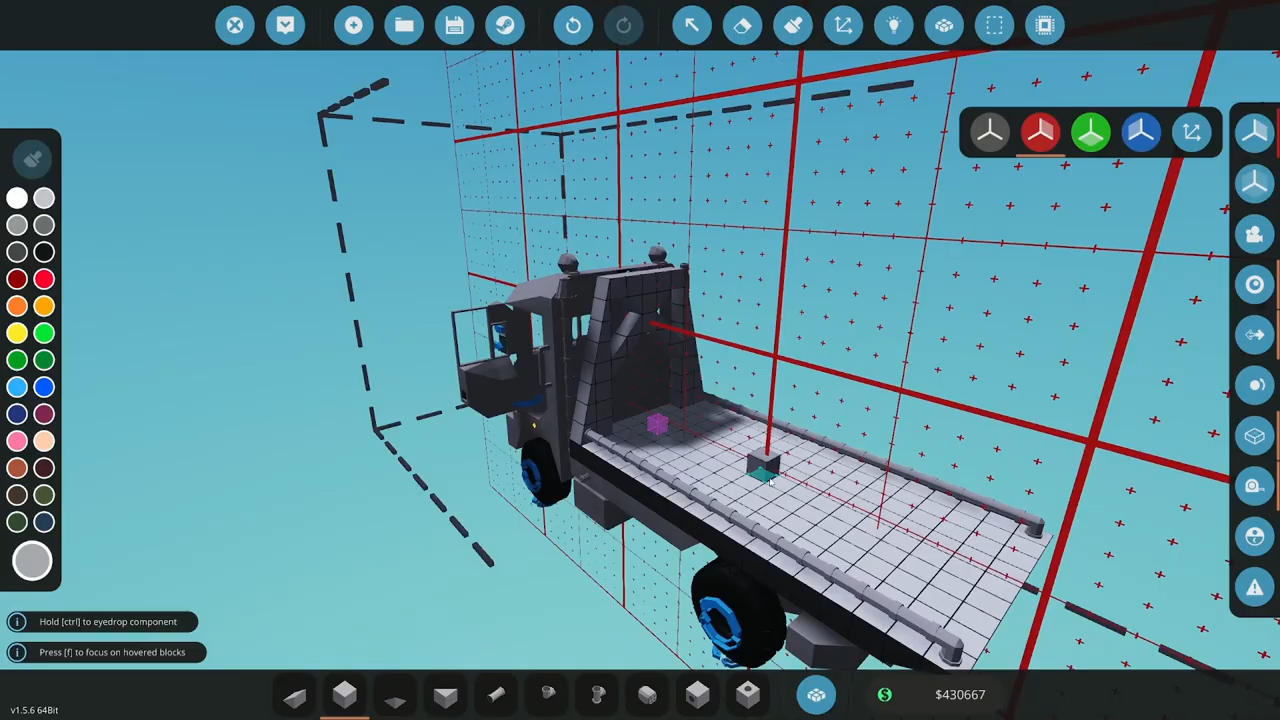 Hold [ctrl] to eyedrop component
Press [f] to focus on hovered blocks
v1.5.6 64Bit
$ $430667